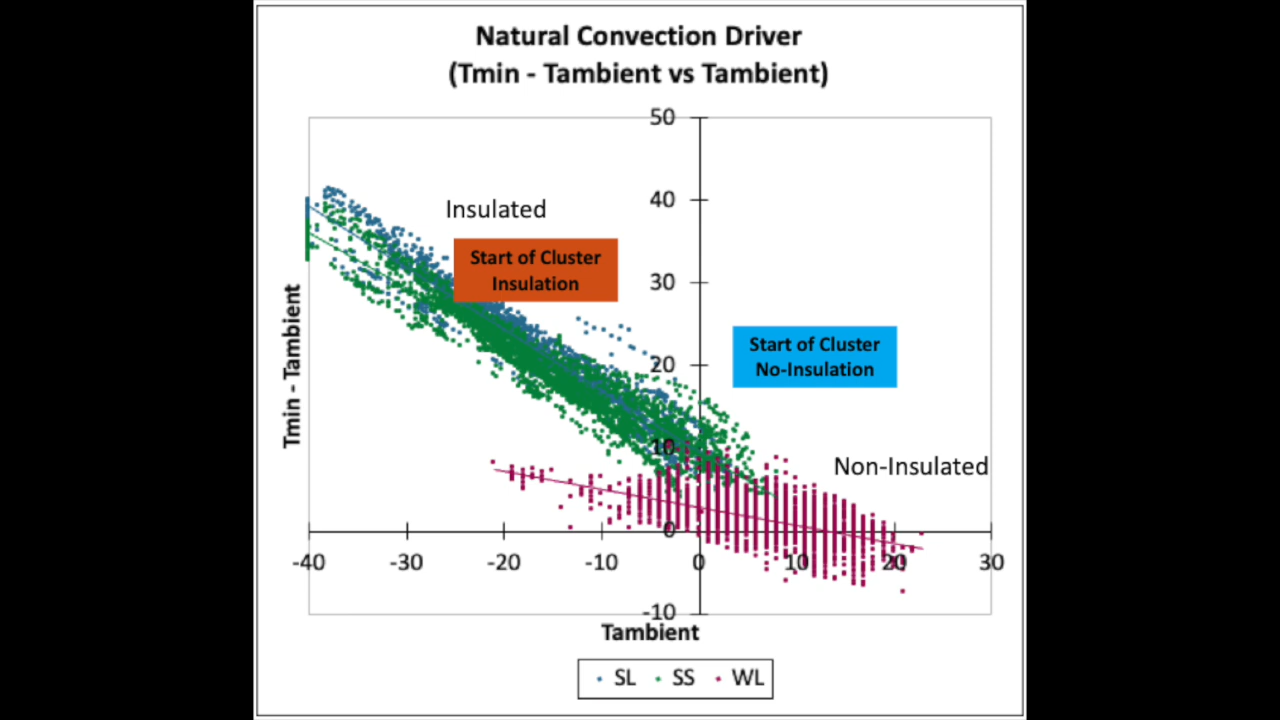 Natural Convection Driver
(Tmin - Tambient vs Tambient)
50
40
30
20
10
0
-10
Insulated
Start of Cluster
Insulation
Start of Cluster
No-Insulation
Non-Insulated
Tmin - Tambient
-40 -30 -20 -10 0 10 20 30
Tambient
SL SS WL